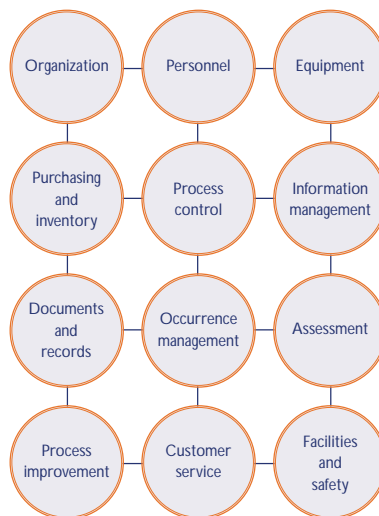 Organization
Personnel
Equipment
Purchasing
and
inventory
Process
control
Information
management
Documents
and
records
Occurrence
management
Assessment
Process
improvement
Customer
service
Facilities
and
safety